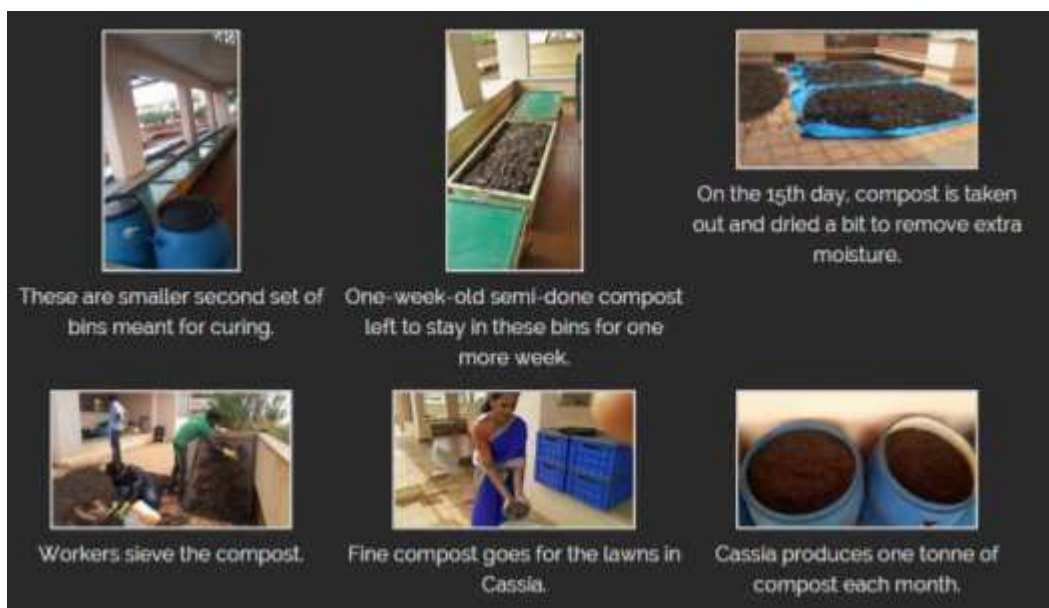 These are smaller second set of
bins meant for curing.
One-week-old semi-done compost
left to stay in these bins for one
more week.
On the 15th day, compost is taken
out and dried a bit to remove extra
moisture.
Workers sieve the compost.
Fine compost goes for the lawns in
Cassia.
Cassia produces one tonne of
compost each month.